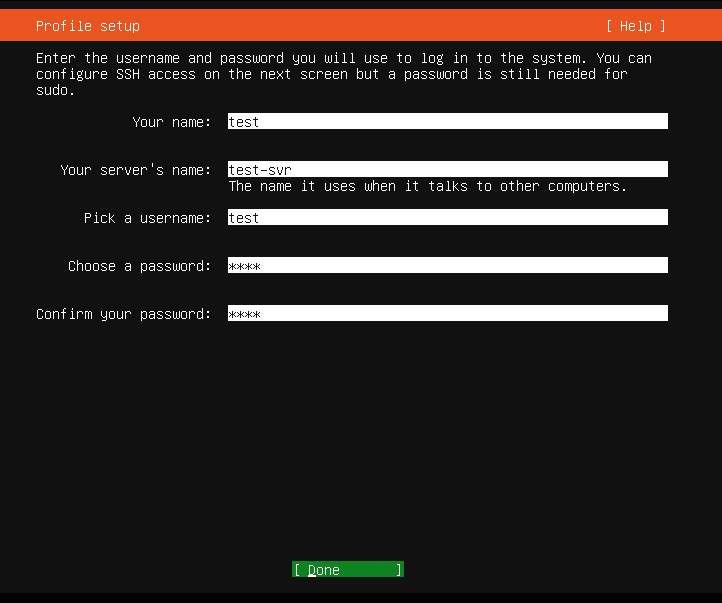 Profile setup [ Help ]
Enter the username and password you will use to log in to the system. You can
configure SSH access on the next screen but a password is still needed for
sudo.
Your name: test
Your server's name: test-svr
The name it uses when it talks to other computers.
Pick a username: test
Choose a password: ****
Confirm your password: ****
[ Done ]